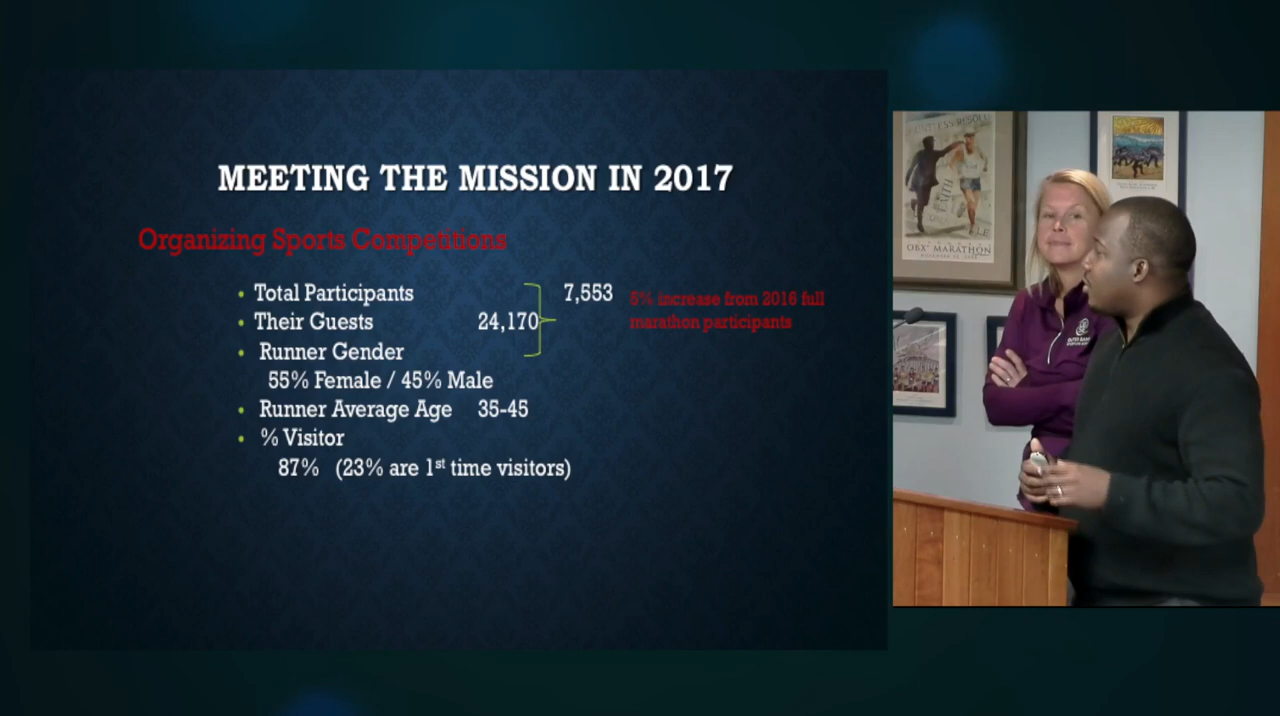 MEETING THE MISSION IN 2017
Organizing Sports Competitions
• Total Participants 7,553
• Their Guests 24,170
• Runner Gender
55% Female / 45% Male
• Runner Average Age 35-45
• % Visitor
87% (23% are 1st time visitors)
6% increase from 2016 full
marathon participants
FAITH
OBX MARATHON